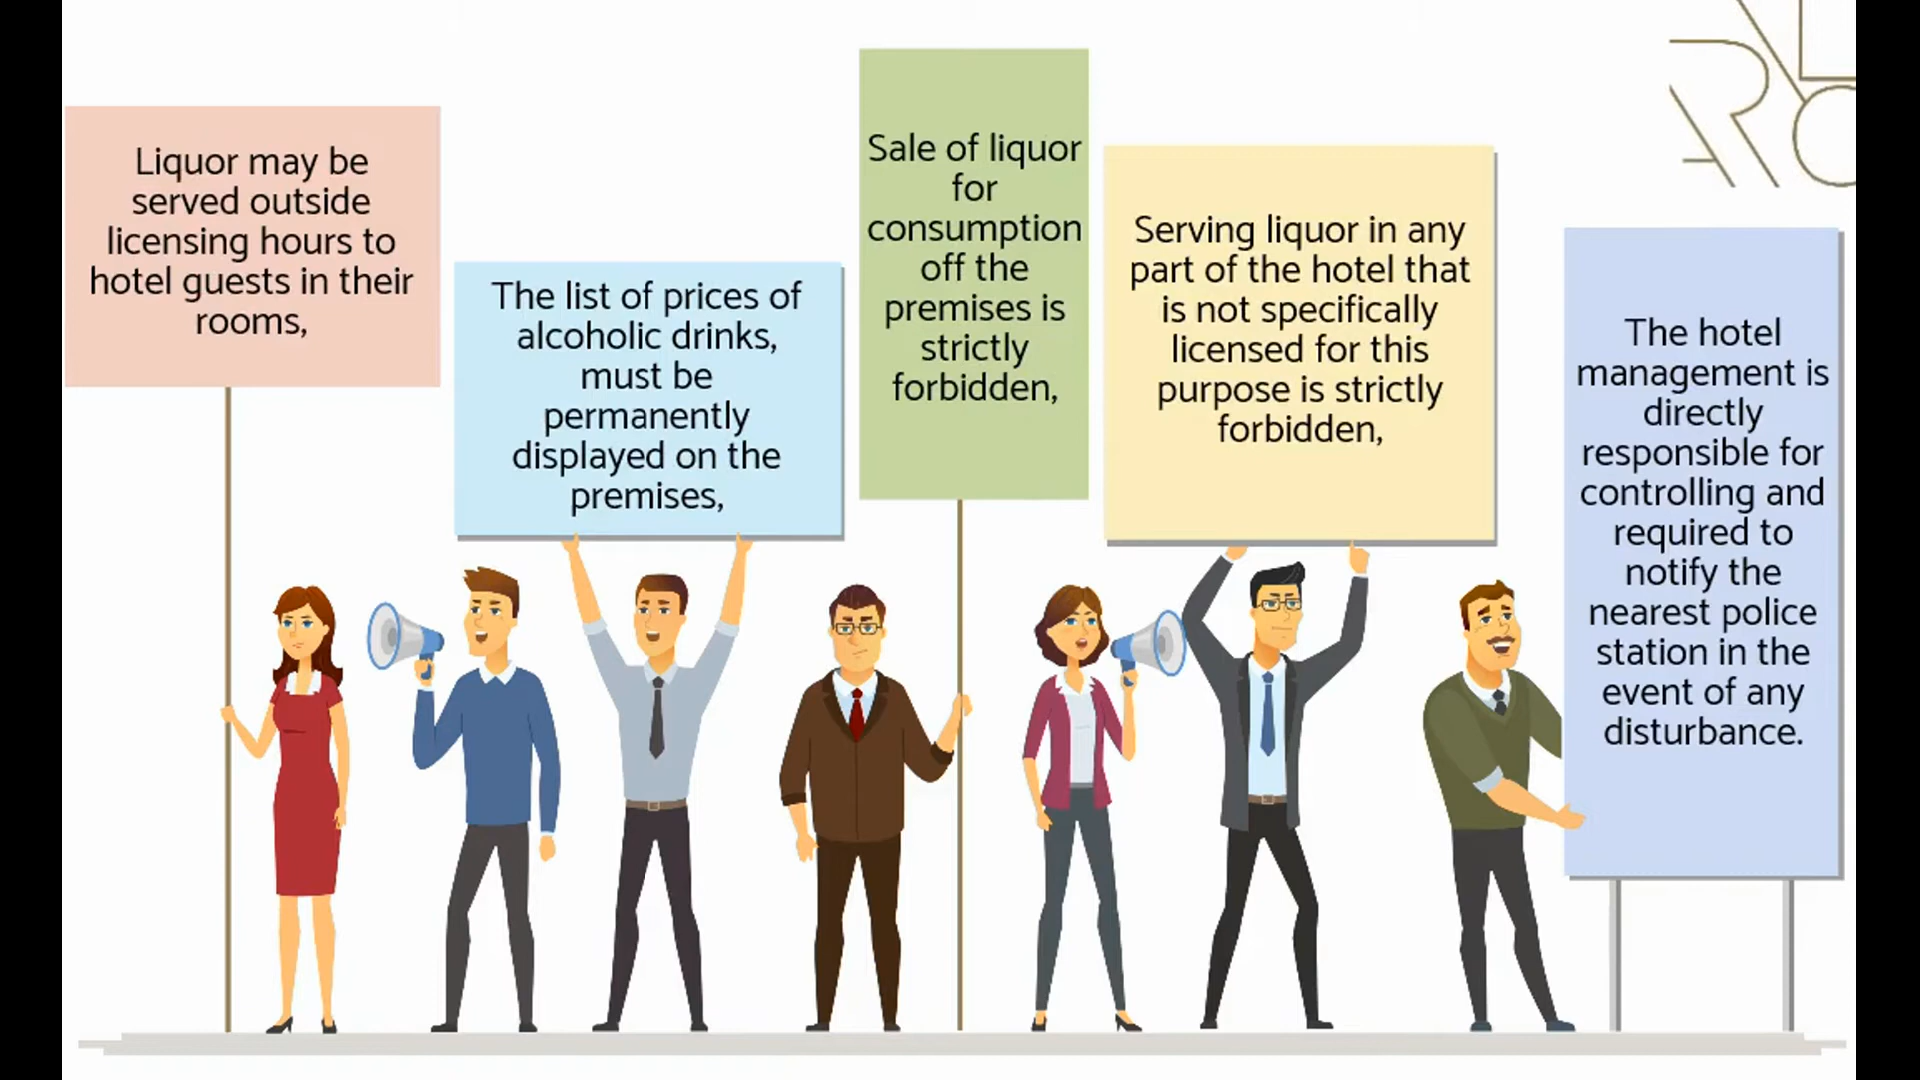 Liquor may be
served outside
licensing hours to
hotel guests in their
rooms,
The list of prices of
alcoholic drinks,
must be
permanently
displayed on the
premises,
Sale of liquor
for
consumption
off the
premises is
strictly
forbidden,
Serving liquor in any
part of the hotel that
is not specifically
licensed for this
purpose is strictly
forbidden,
The hotel
management is
directly
responsible for
controlling and
required to
notify the
nearest police
station in the
event of any
disturbance.